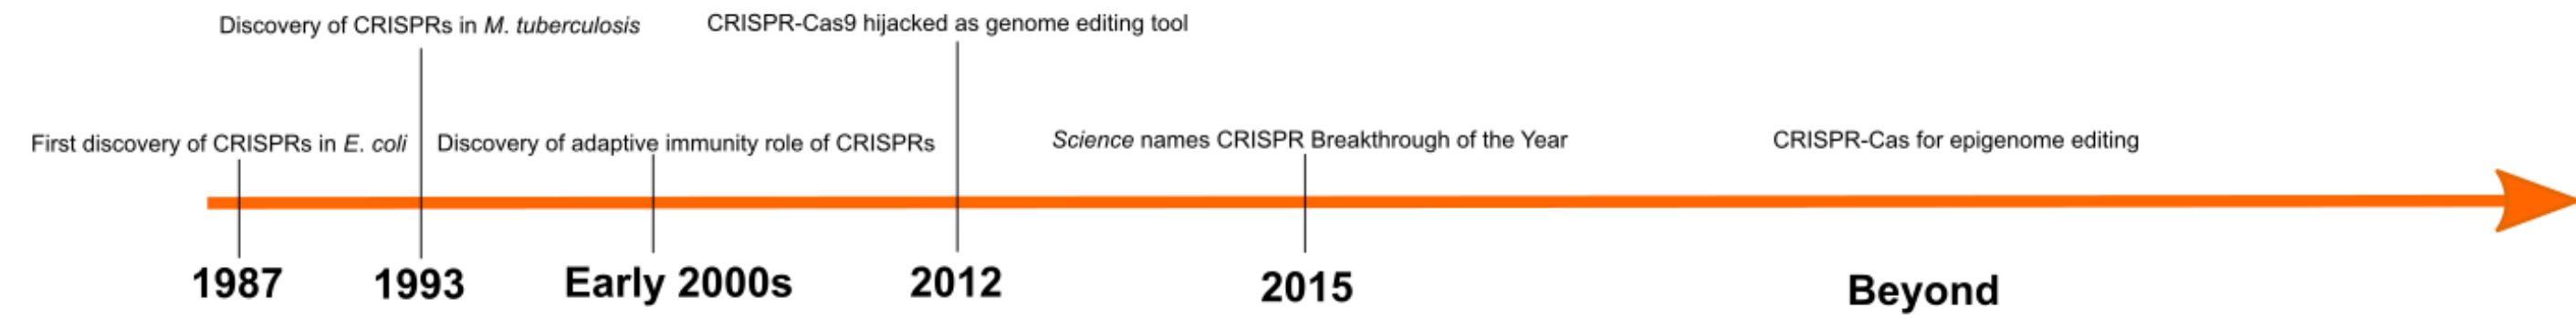 Discovery of CRISPRs in M. tuberculosis
CRISPR-Cas9 hijacked as genome editing tool
First discovery of CRISPRs in E. coli
Discovery of adaptive immunity role of CRISPRs
Science names CRISPR Breakthrough of the Year
CRISPR-Cas for epigenome editing
1987
1993
Early 2000s
2012
2015
Beyond